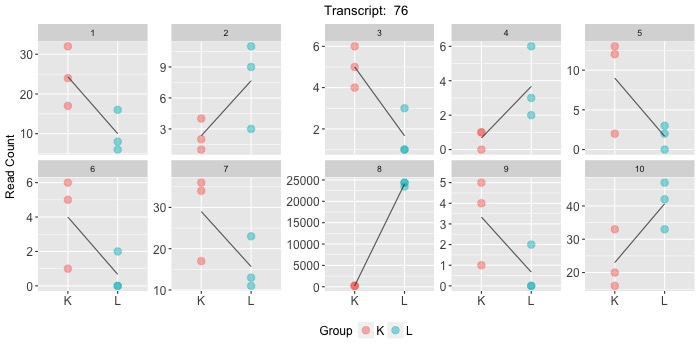 Transcript: 76
1 2 3 4 5
30 20 10
9 6 3
6 4 2
6 4 2 0
10 5 0
Read Count
6 7 8 9 10
6 4 2 0
30 20 10
25000 20000 15000 10000 5000 0
5 4 3 2 1 0
40 30 20
K L K L K L K L K L
Group K L